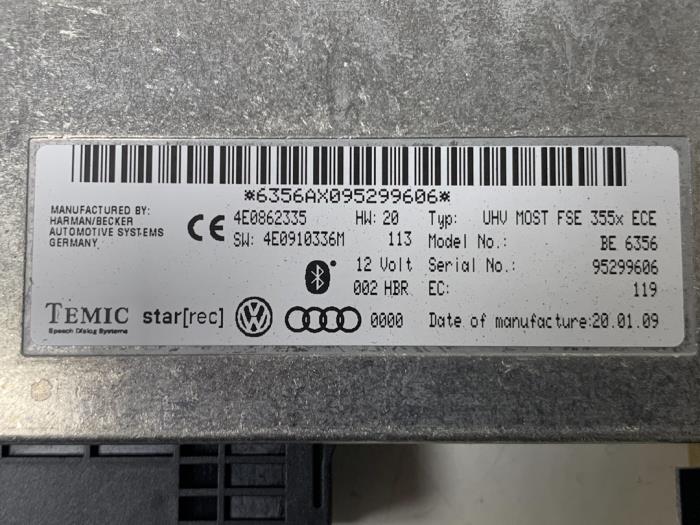 *6356AX095299606*
MANUFACTURED BY:
HARMAN/BECKER
AUTOMOTIVE SYSTEMS
GERMANY.
CE
4E0862335 HW: 20
SW: 4E0910336M 113
12 Volt
002 HBR
Typ: UHV MOST FSE 355x ECE
Model No.: BE 6356
Serial No.: 95299606
EC: 119
TEMIC
Speech Dialog Systems
star[rec]
0000
Date of manufacture:20.01.09